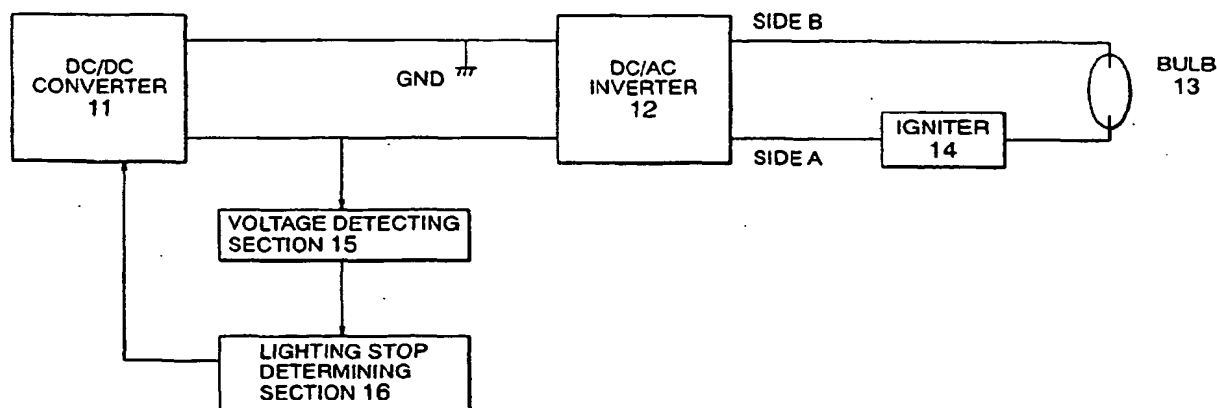 SIDE B
DC/DC
CONVERTER
11
GND
DC/AC
INVERTER
12
BULB
13
IGNITER
14
SIDE A
VOLTAGE DETECTING
SECTION 15
LIGHTING STOP
DETERMINING
SECTION 16